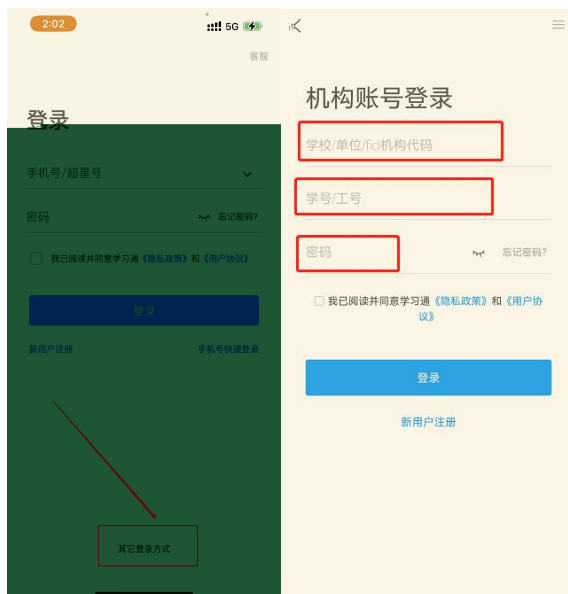 2:02
5G
客服
登录
手机号/超星号
密码
忘记密码?
我已阅读并同意学习通《隐私政策》和《用户协议》
登录
新用户注册
手机号快捷登录
其它登录方式
机构账号登录
学校/单位/fid机构代码
学号/工号
密码
忘记密码?
我已阅读并同意学习通《隐私政策》和《用户协
议》
登录
新用户注册